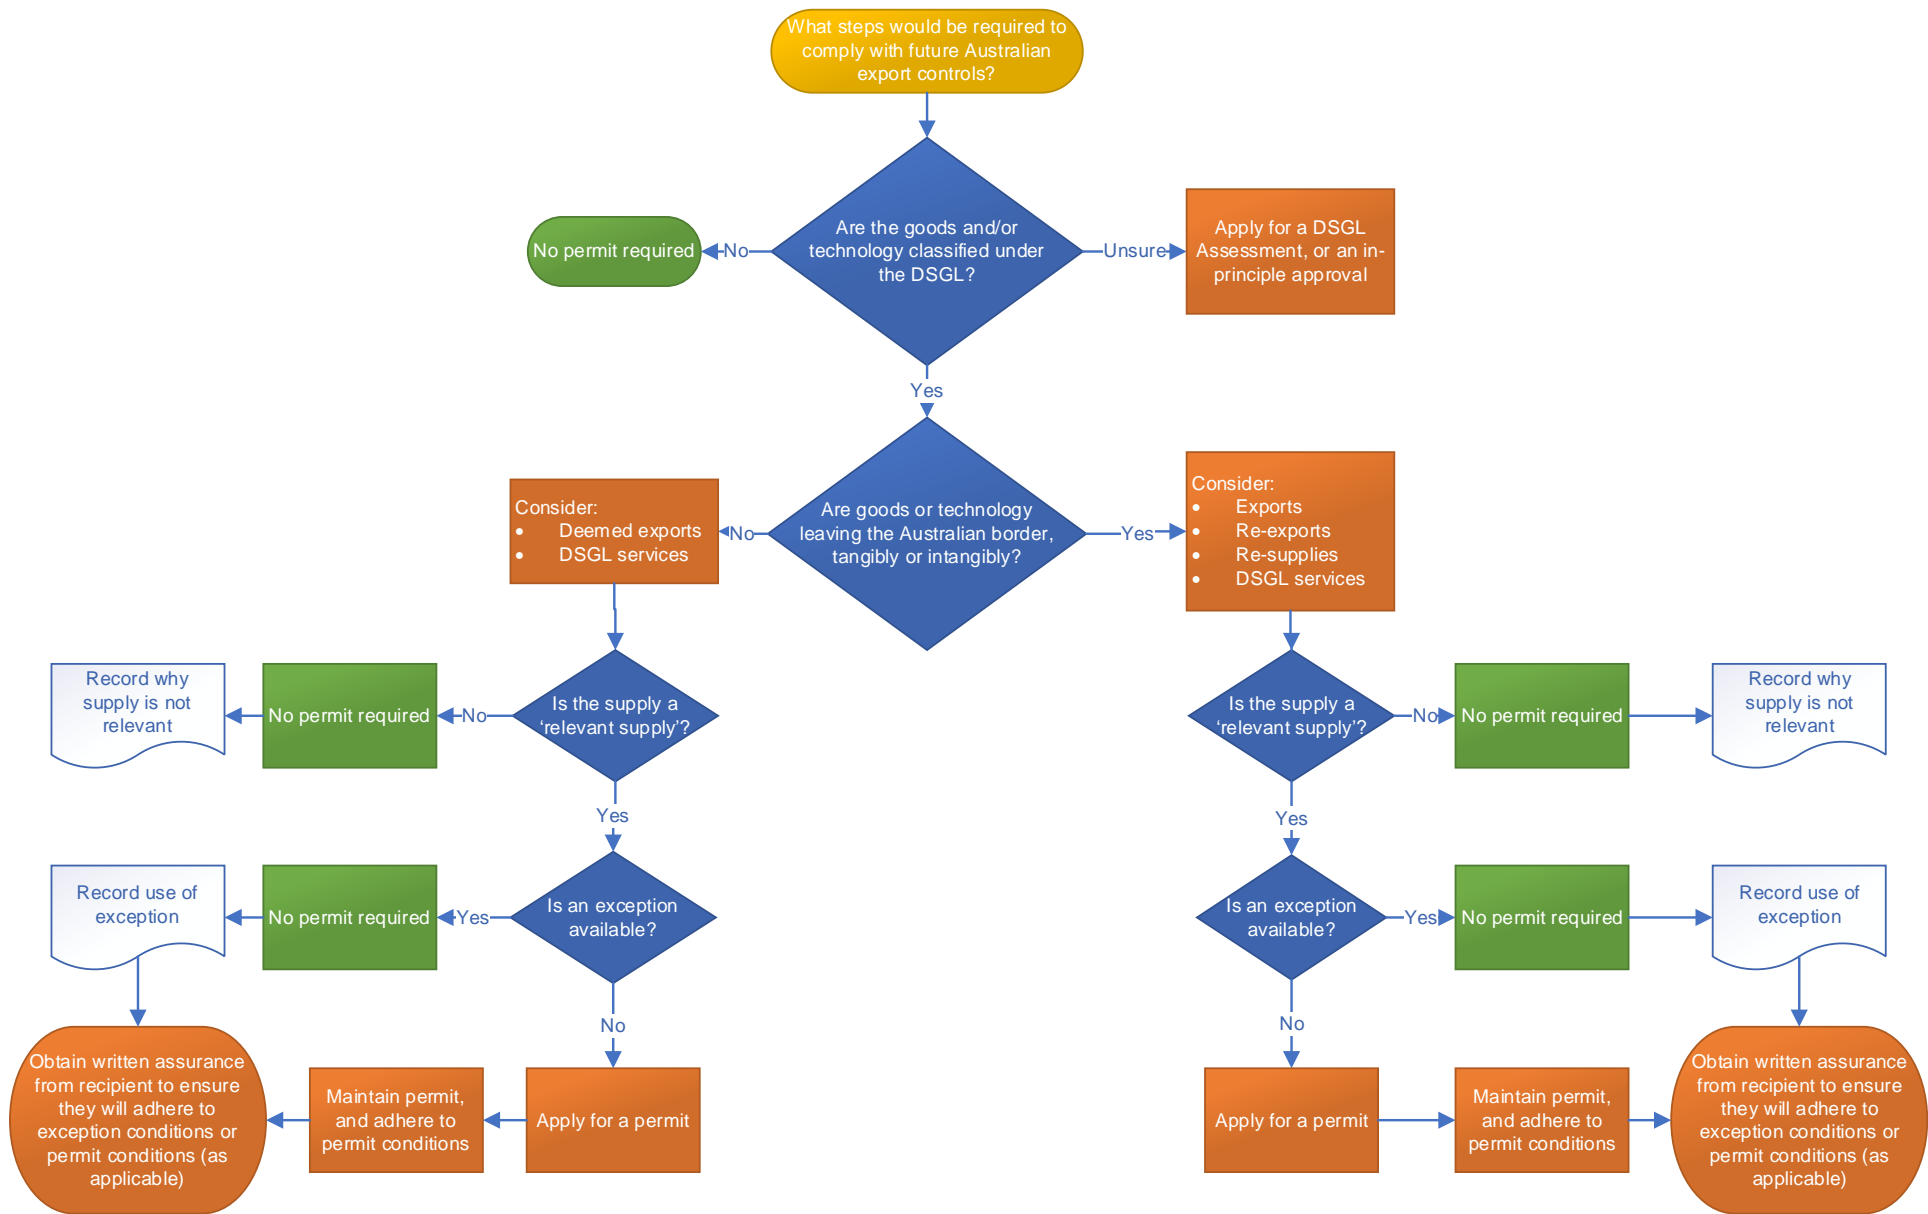 What steps would be required to
comply with future Australian
export controls?
Are the goods and/or
technology classified under
the DSGL?
No
No permit required
Unsure
Apply for a DSGL
Assessment, or an in-
principle approval
Yes
Are goods or technology
leaving the Australian border,
tangibly or intangibly?
No
Consider:
• Deemed exports
• DSGL services
Yes
Consider:
• Exports
• Re-exports
• Re-supplies
• DSGL services
Is the supply a
‘relevant supply’?
No
No permit required
Record why
supply is not
relevant
Yes
Is an exception
available?
Yes
No permit required
Record use of
exception
No
Apply for a permit
Maintain permit,
and adhere to
permit conditions
Obtain written assurance
from recipient to ensure
they will adhere to
exception conditions or
permit conditions (as
applicable)
Is the supply a
‘relevant supply’?
No
No permit required
Record why
supply is not
relevant
Yes
Is an exception
available?
Yes
No permit required
Record use of
exception
No
Apply for a permit
Maintain permit,
and adhere to
permit conditions
Obtain written assurance
from recipient to ensure
they will adhere to
exception conditions or
permit conditions (as
applicable)